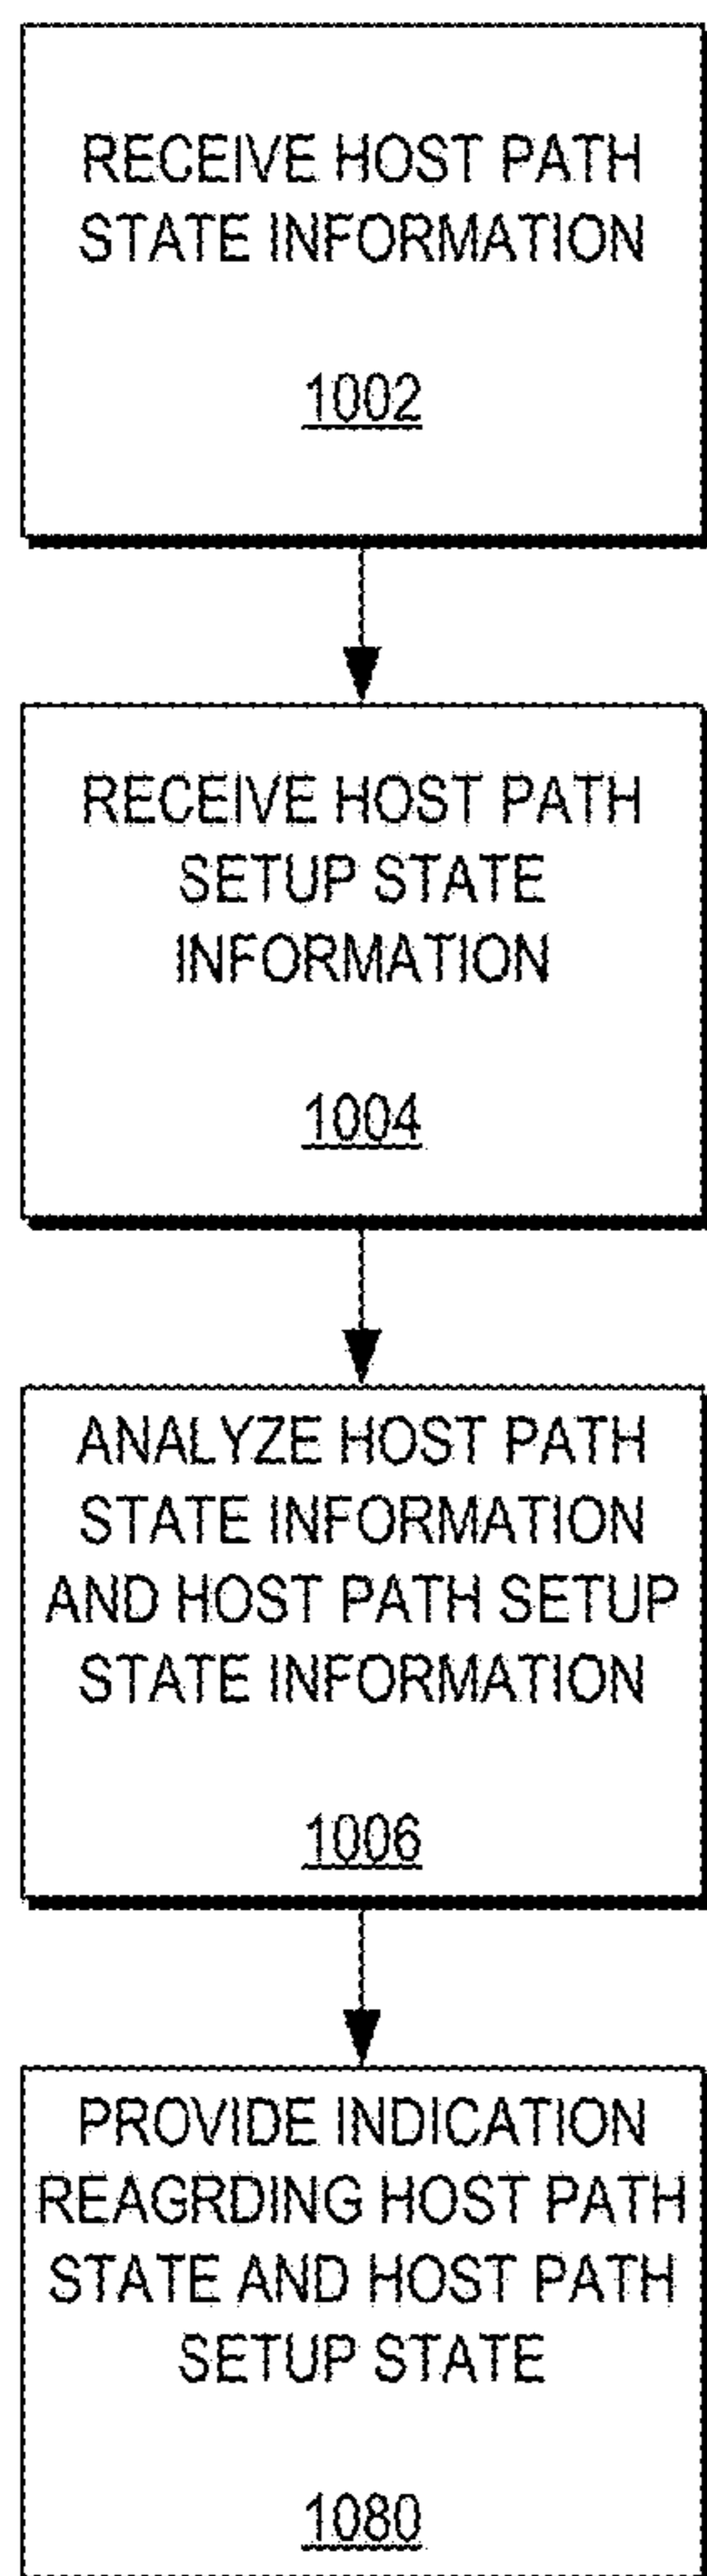 RECEIVE HOST PATH
STATE INFORMATION
1002
RECEIVE HOST PATH
SETUP STATE
INFORMATION
1004
ANALYZE HOST PATH
STATE INFORMATION
AND HOST PATH SETUP
STATE INFORMATION
1006
PROVIDE INDICATION
REAGRDING HOST PATH
STATE AND HOST PATH
SETUP STATE
1080